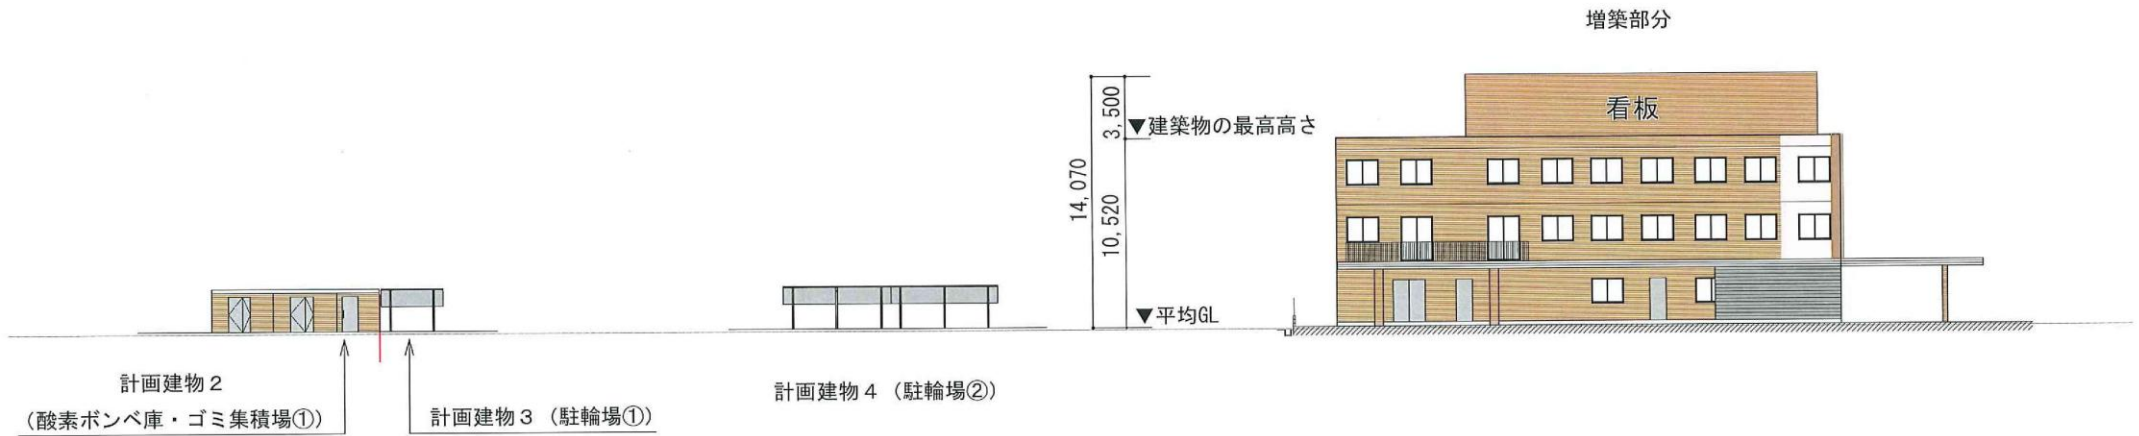 増築部分
看板
3,500
▼建築物の最高高さ
14,070
10,520
▼平均GL
計画建物2
(酸素ボンベ庫・ゴミ集積場①)
計画建物3(駐輪場①)
計画建物4(駐輪場②)